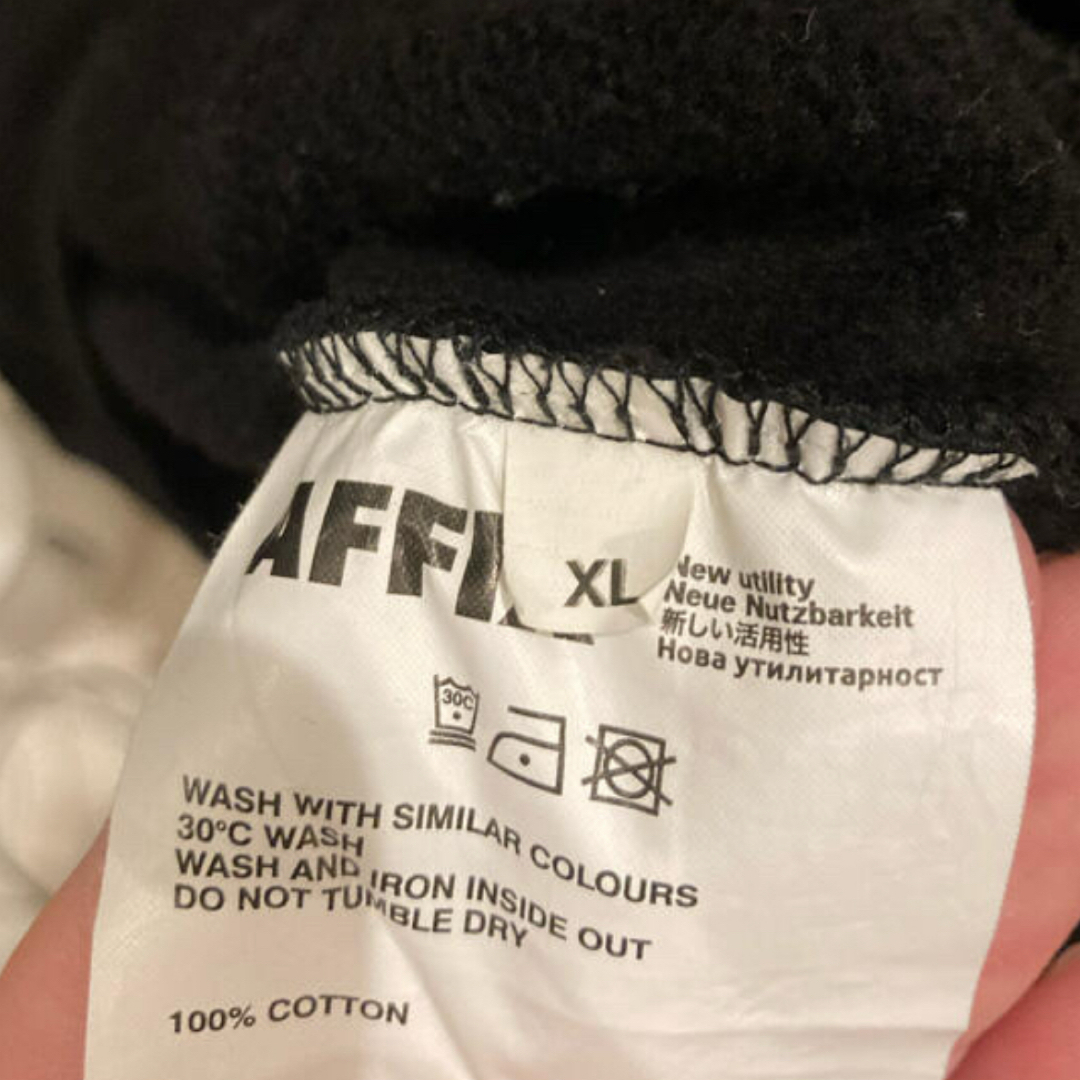 AFFIX
XL
New utility
Neue Nutzbarkeit
新しい活用性
Нова утилитарност
30C
WASH WITH SIMILAR COLOURS
30°C WASH
WASH AND IRON INSIDE OUT
DO NOT TUMBLE DRY
100% COTTON